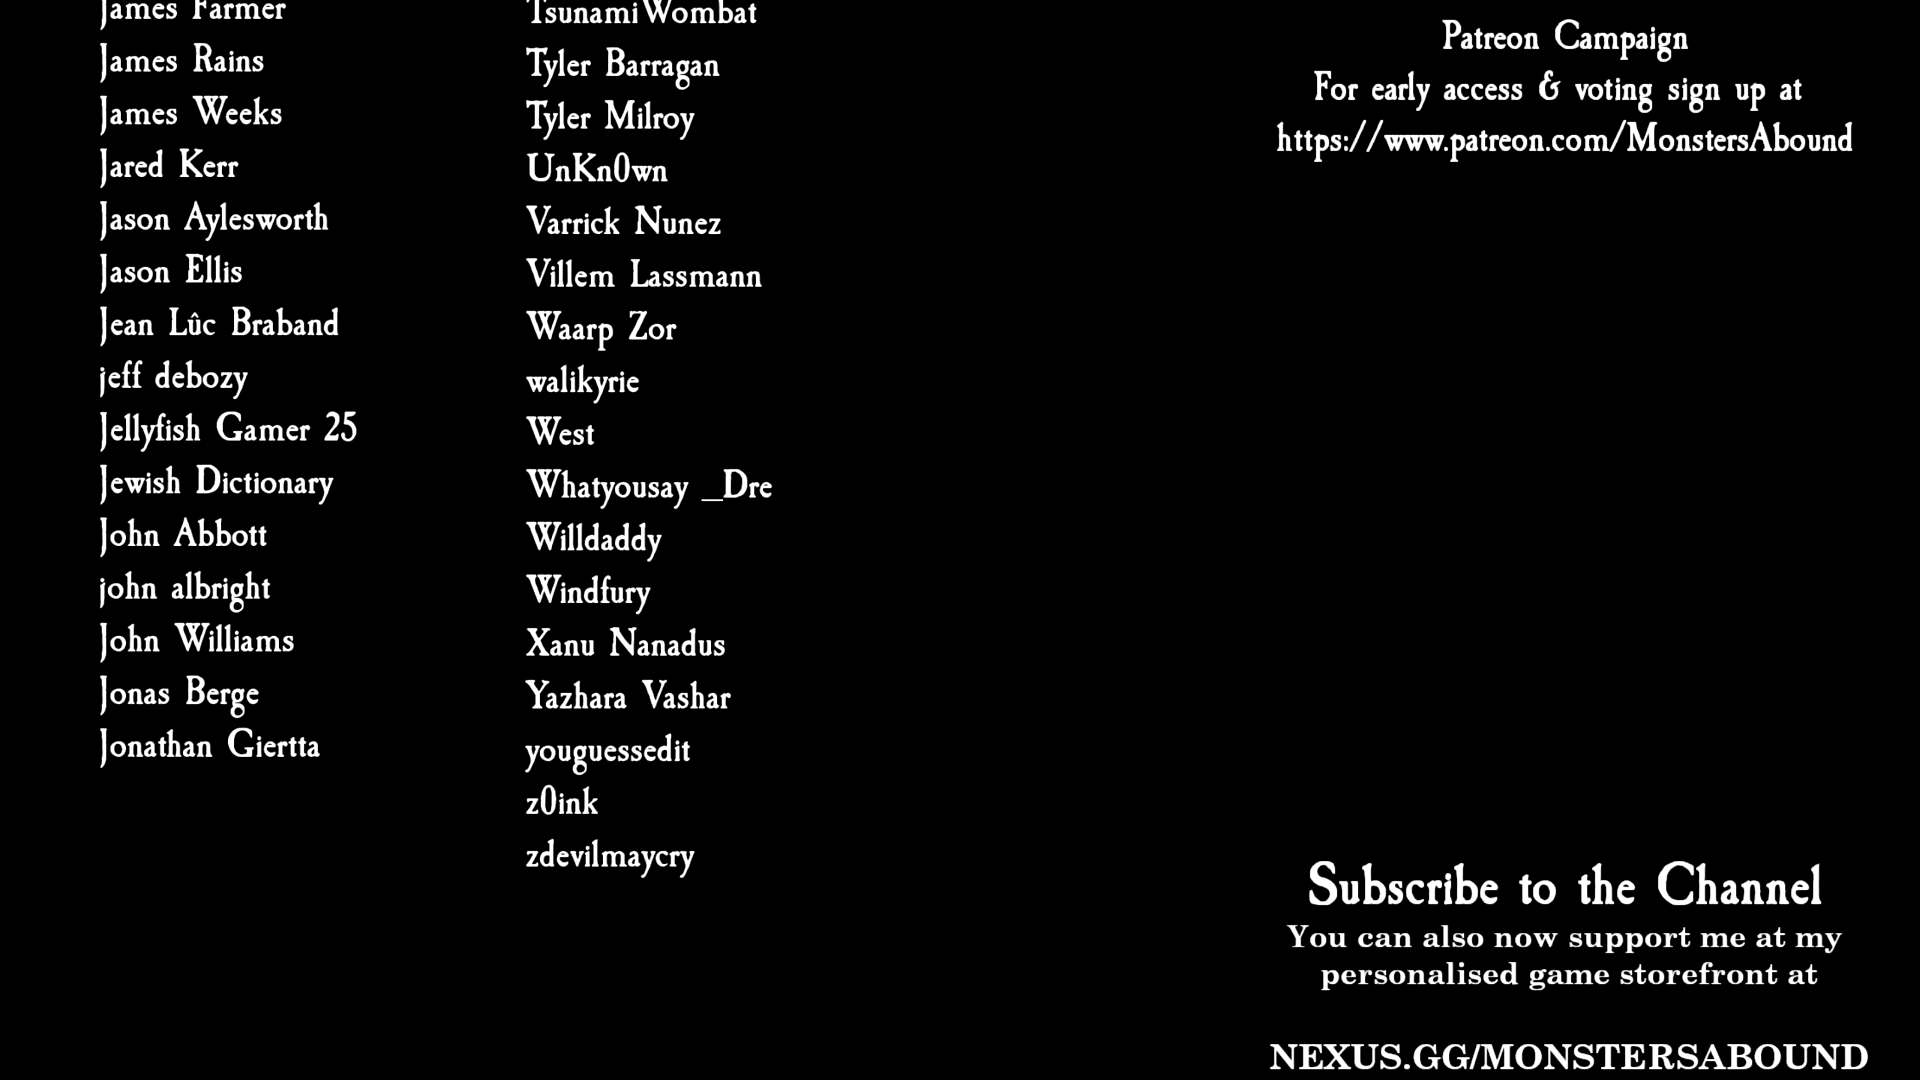 James Farmer
James Rains
James Weeks
Jared Kerr
Jason Aylesworth
Jason Ellis
Jean Lûc Braband
jeff debozy
Jellyfish Gamer 25
Jewish Dictionary
John Abbott
john albright
John Williams
Jonas Berge
Jonathan Giertta
TsunamiWombat
Tyler Barragan
Tyler Milroy
UnKn0wn
Varrick Nunez
Villem Lassmann
Waarp Zor
walikyrie
West
Whatyousay _Dre
Willdaddy
Windfury
Xanu Nanadus
Yazhara Vashar
youguessedit
z0ink
zdevilmaycry
Patreon Campaign
For early access & voting sign up at
https://www.patreon.com/MonstersAbound
Subscribe to the Channel
You can also now support me at my
personalised game storefront at
NEXUS.GG/MONSTERSABOUND